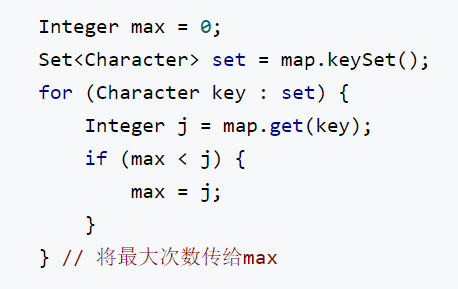 Integer max = 0;
Set<Character> set = map.keySet();
for (Character key : set) {
    Integer j = map.get(key);
    if (max < j) {
        max = j;
    }
} // 将最大次数传给max